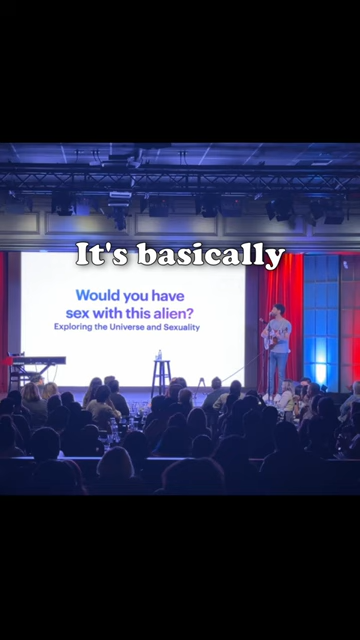 It's basically
Would you have
sex with this alien?
Exploring the Universe and Sexuality